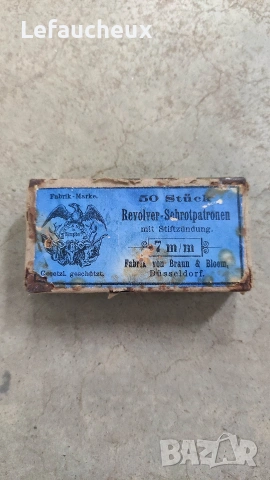 Lefaucheux
Fabrik-Marke.
Gesetzl. geschützt.
50 Stück
Revolver-Schrotpatronen
mit Stiftzündung.
7 m/m
Fabrik von Braun & Bloem,
Düsseldorf.
BAZAR